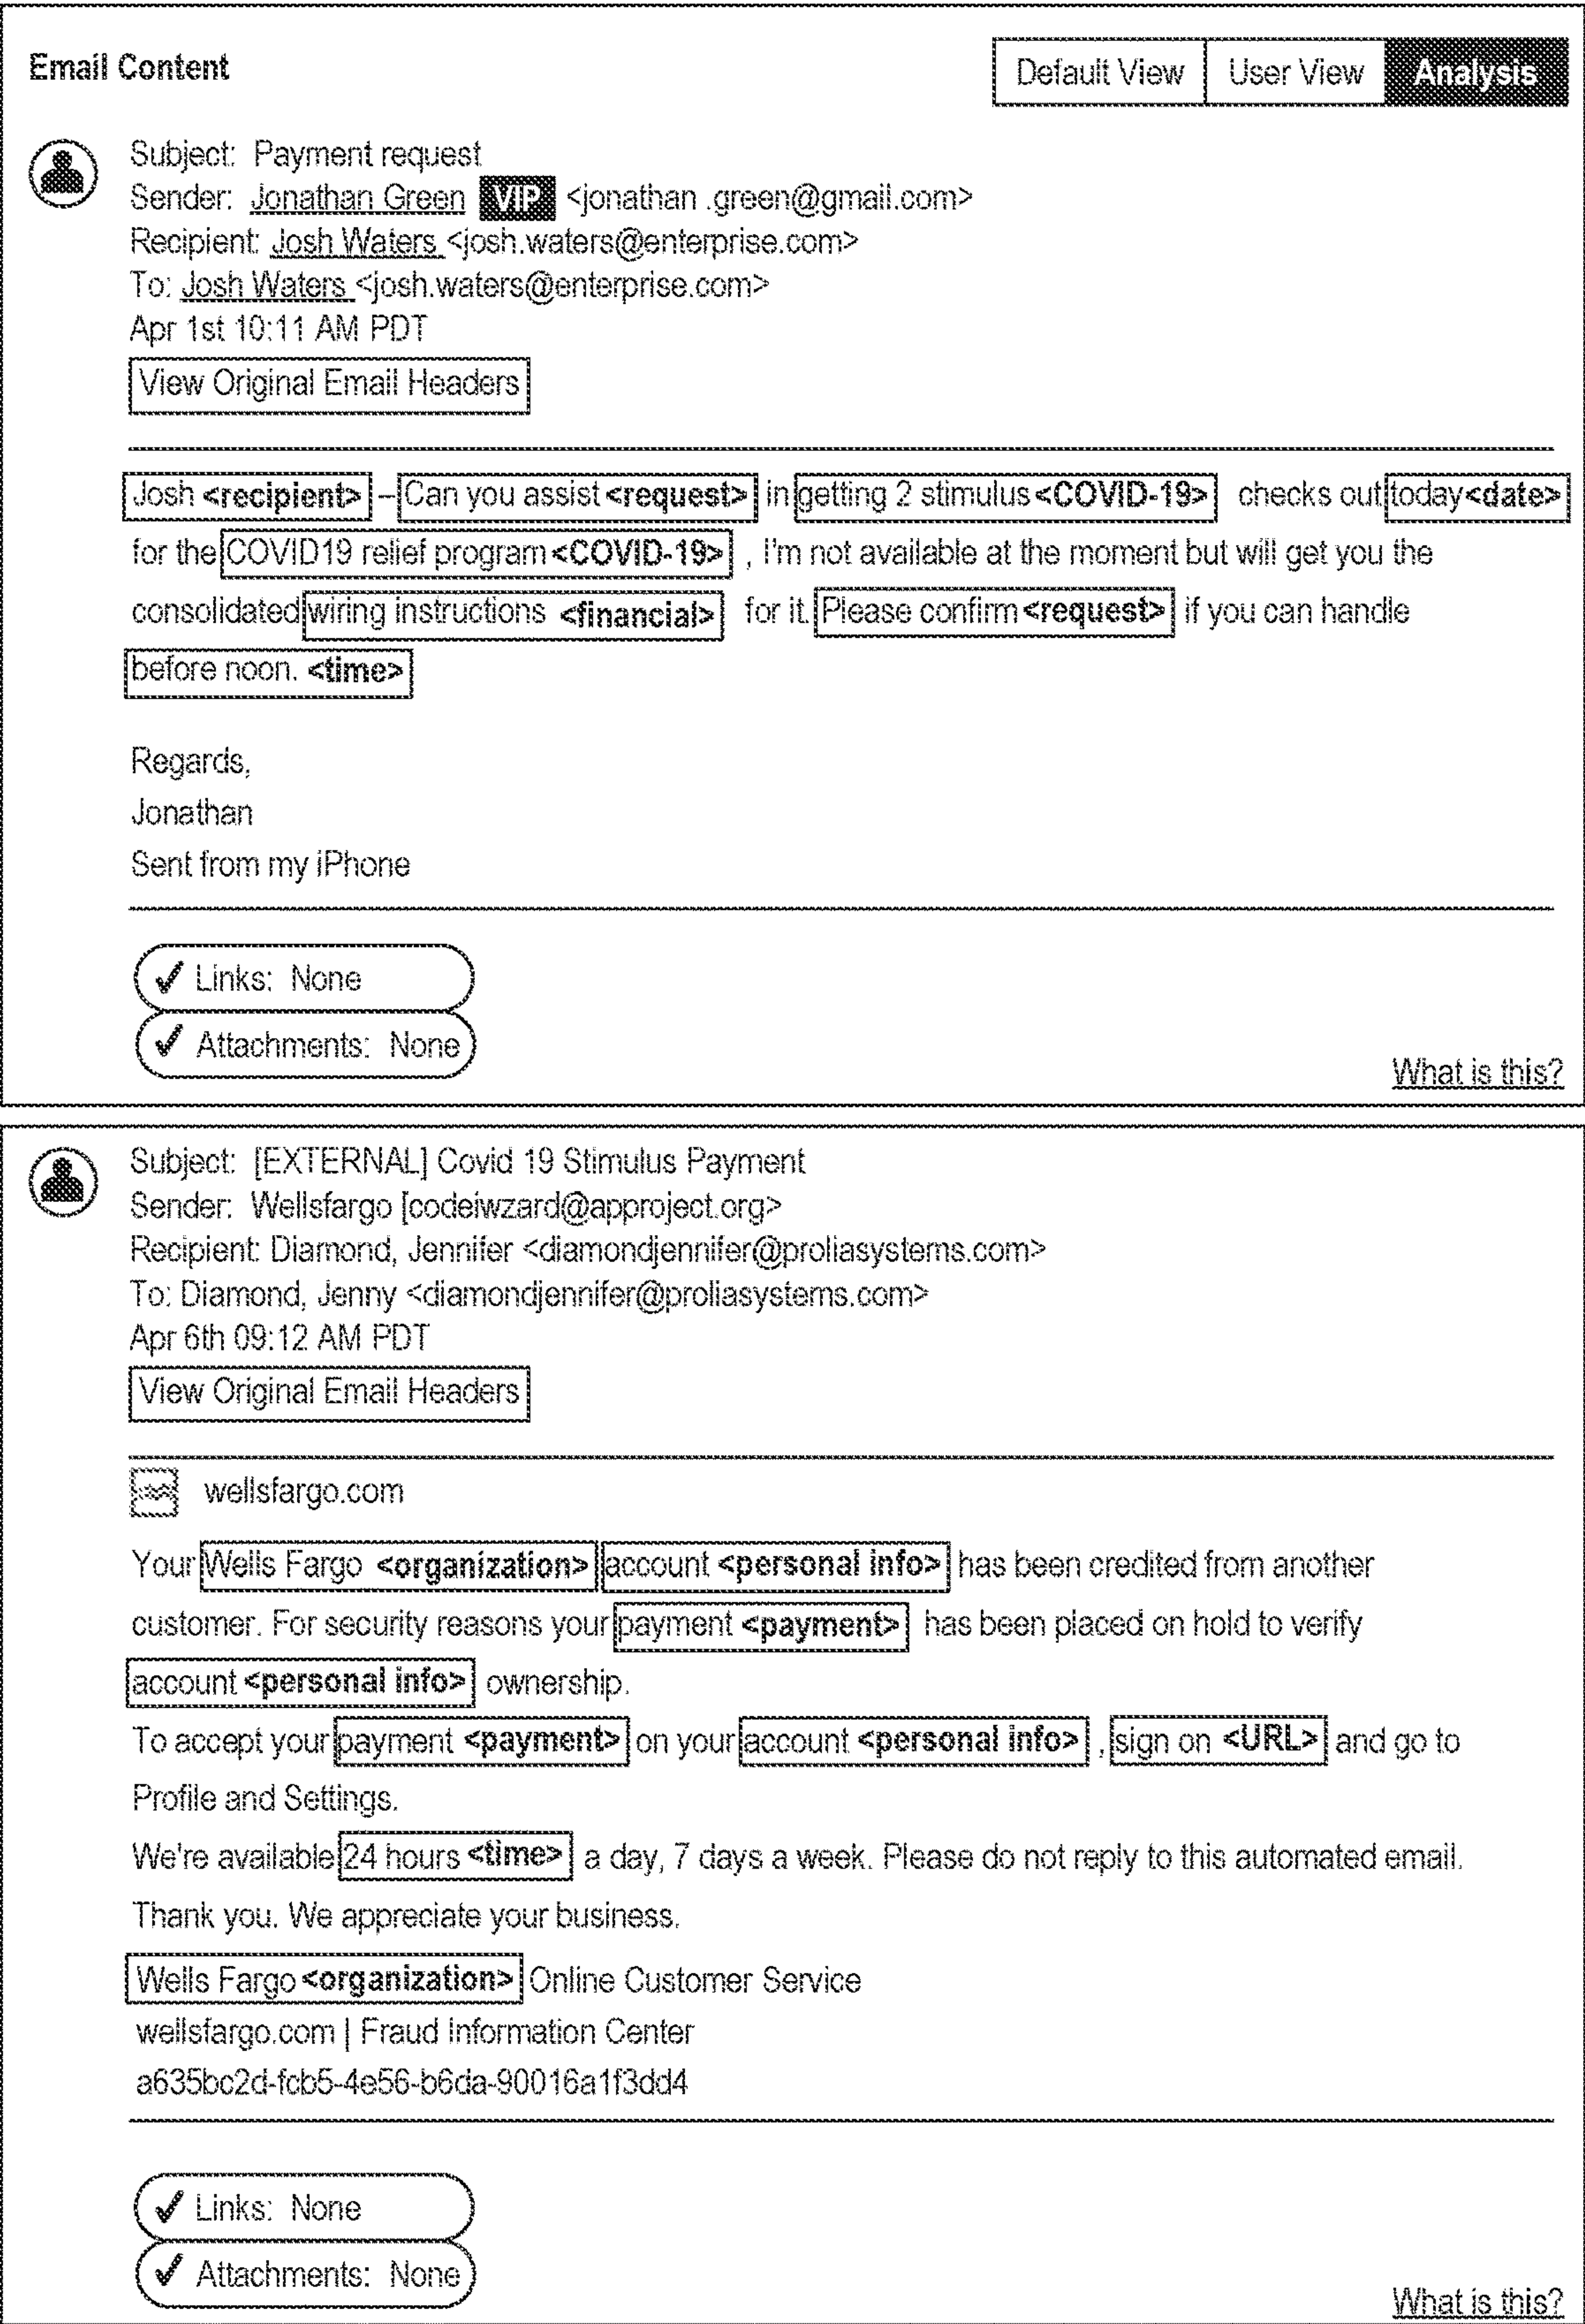 Email Content
Default View User View Analysis
Subject: Payment request
Sender: Jonathan Green VIP <jonathan .green@gmail.com>
Recipient: Josh Waters <josh.waters@enterprise.com>
To: Josh Waters <josh.waters@enterprise.com>
Apr 1st 10:11 AM PDT
View Original Email Headers
Josh <recipient> – Can you assist <request> in getting 2 stimulus <COVID-19> checks out today <date>
for the COVID19 relief program <COVID-19> , I'm not available at the moment but will get you the
consolidated wiring instructions <financial> for it. Please confirm <request> if you can handle
before noon. <time>
Regards,
Jonathan
Sent from my iPhone
✓ Links: None
✓ Attachments: None
What is this?
Subject: [EXTERNAL] Covid 19 Stimulus Payment
Sender: Wellsfargo [codeiwzard@approject.org>
Recipient: Diamond, Jennifer <diamondjennifer@proliasystems.com>
To: Diamond, Jenny <diamondjennifer@proliasystems.com>
Apr 6th 09:12 AM PDT
View Original Email Headers
wellsfargo.com
Your Wells Fargo <organization> account <personal info> has been credited from another
customer. For security reasons your payment <payment> has been placed on hold to verify
account <personal info> ownership.
To accept your payment <payment> on your account <personal info> , sign on <URL> and go to
Profile and Settings.
We're available 24 hours <time> a day, 7 days a week. Please do not reply to this automated email.
Thank you. We appreciate your business.
Wells Fargo <organization> Online Customer Service
wellsfargo.com | Fraud Information Center
a635bc2d-fcb5-4e56-b6da-90016a1f3dd4
✓ Links: None
✓ Attachments: None
What is this?